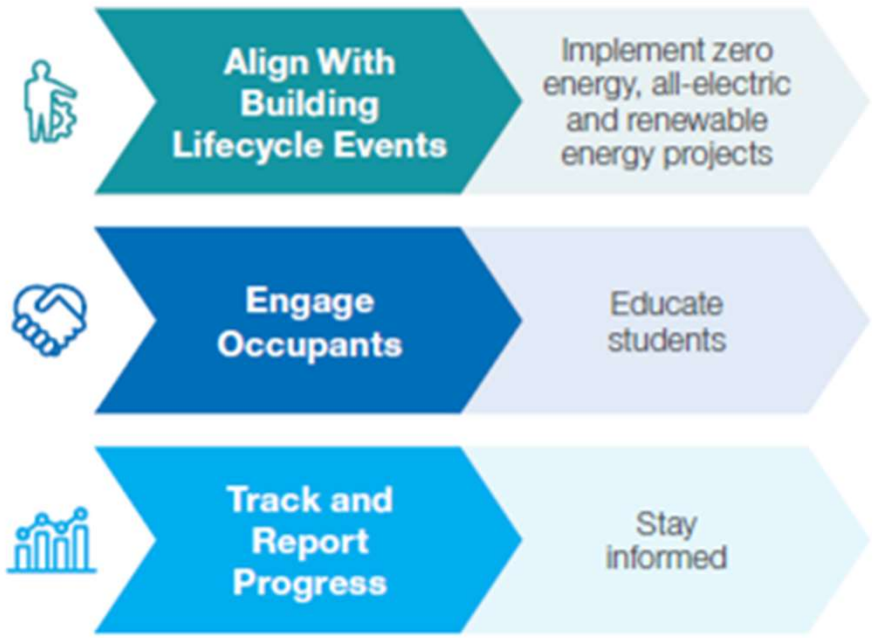 Align With
Building
Lifecycle Events
Implement zero
energy, all-electric
and renewable
energy projects
Engage
Occupants
Educate
students
Track and
Report
Progress
Stay
informed